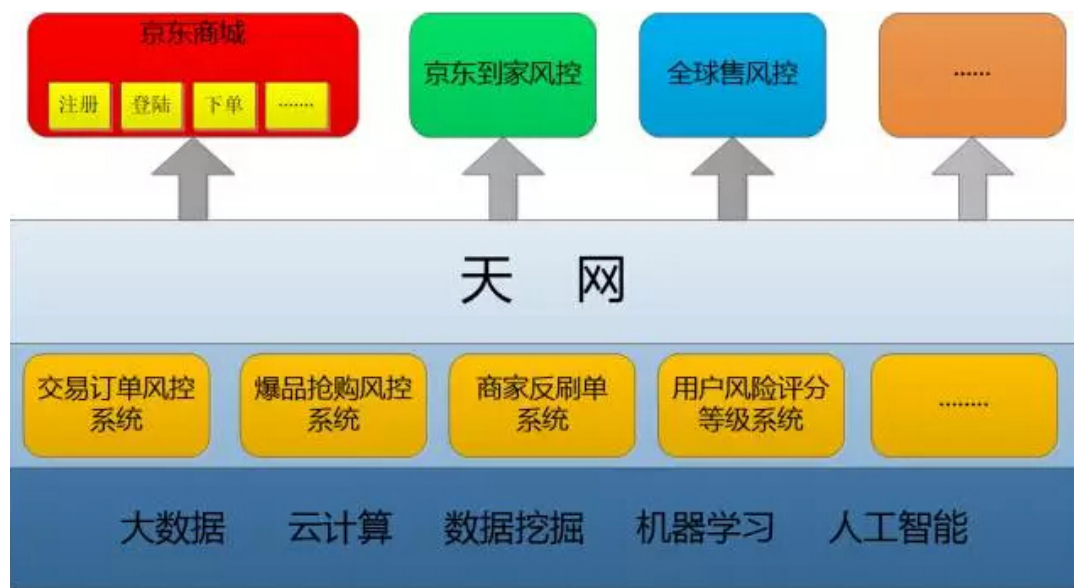 京东商城
注册 登陆 下单 ······
京东到家风控
全球售风控
······
天 网
交易订单风控
系统
爆品抢购风控
系统
商家反刷单
系统
用户风险评分
等级系统
········
大数据 云计算 数据挖掘 机器学习 人工智能